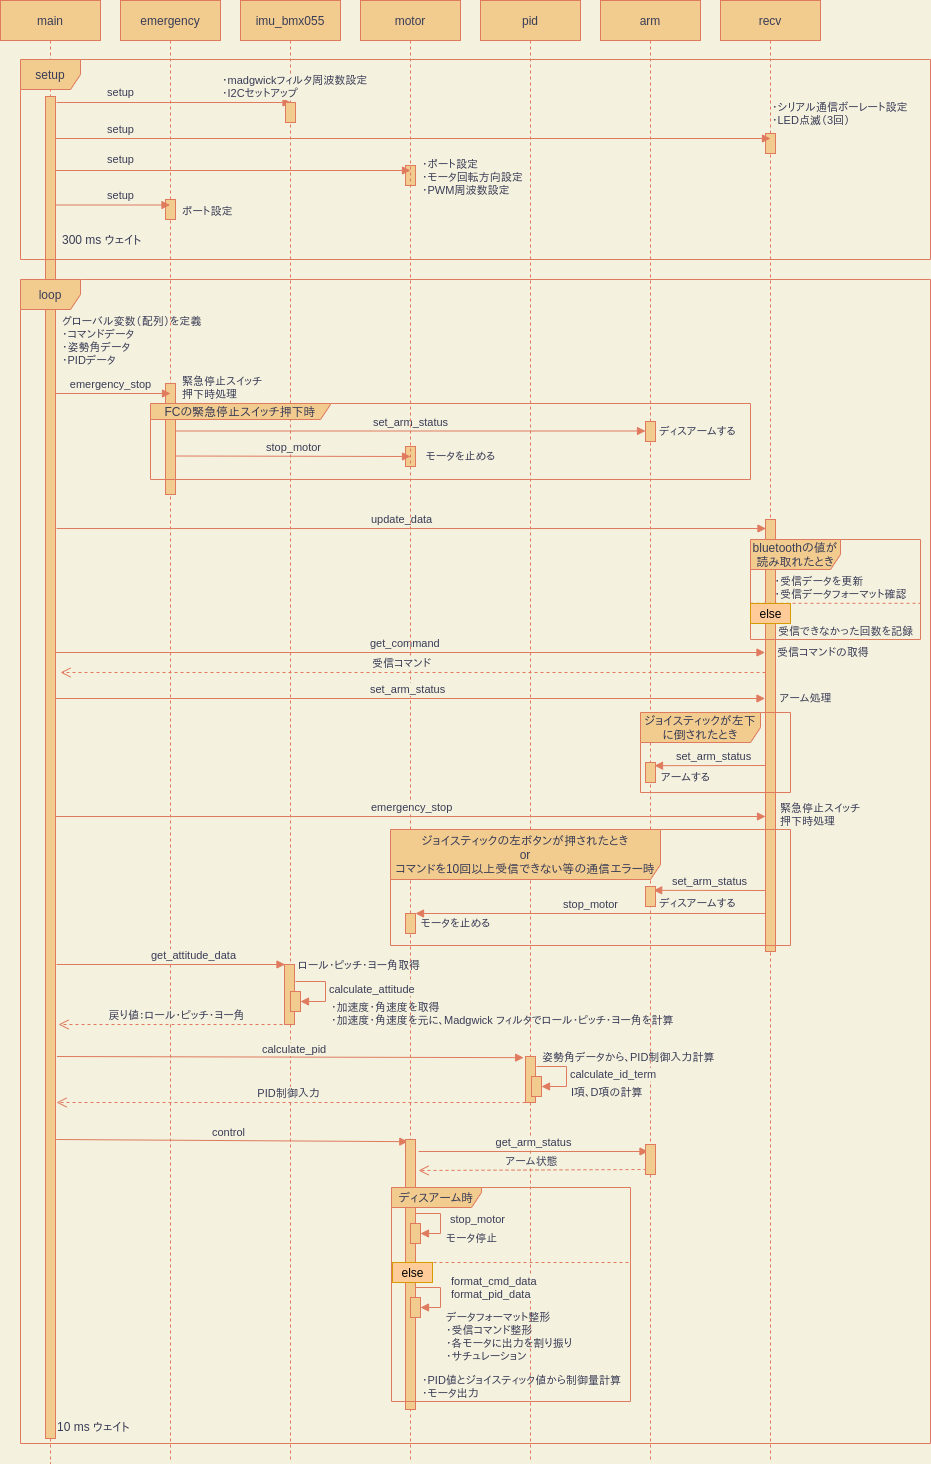 main
emergency
imu_bmx055
motor
pid
arm
recv
setup
・madgwickフィルタ周波数設定
・I2Cセットアップ
setup
・シリアル通信ボーレート設定
・LED点滅（3回）
setup
setup
・ポート設定
・モータ回転方向設定
・PWM周波数設定
setup
ポート設定
300 ms ウェイト
loop
グローバル変数（配列）を定義
・コマンドデータ
・姿勢角データ
・PIDデータ
emergency_stop
緊急停止スイッチ
押下時処理
FCの緊急停止スイッチ押下時
set_arm_status
ディスアームする
stop_motor
モータを止める
update_data
bluetoothの値が
読み取れたとき
・受信データを更新
・受信データフォーマット確認
else
受信できなかった回数を記録
get_command
受信コマンドの取得
受信コマンド
set_arm_status
アーム処理
ジョイスティックが左下
に倒されたとき
set_arm_status
アームする
emergency_stop
緊急停止スイッチ
押下時処理
ジョイスティックの左ボタンが押されたとき
or
コマンドを10回以上受信できない等の通信エラー時
set_arm_status
ディスアームする
stop_motor
モータを止める
get_attitude_data
ロール・ピッチ・ヨー角取得
calculate_attitude
・加速度・角速度を取得
・加速度・角速度を元に、Madgwick フィルタでロール・ピッチ・ヨー角を計算
戻り値：ロール・ピッチ・ヨー角
calculate_pid
姿勢角データから、PID制御入力計算
calculate_id_term
I項、D項の計算
PID制御入力
control
get_arm_status
アーム状態
ディスアーム時
stop_motor
モータ停止
else
format_cmd_data
format_pid_data
データフォーマット整形
・受信コマンド整形
・各モータに出力を割り振り
・サチュレーション
・PID値とジョイスティック値から制御量計算
・モータ出力
10 ms ウェイト